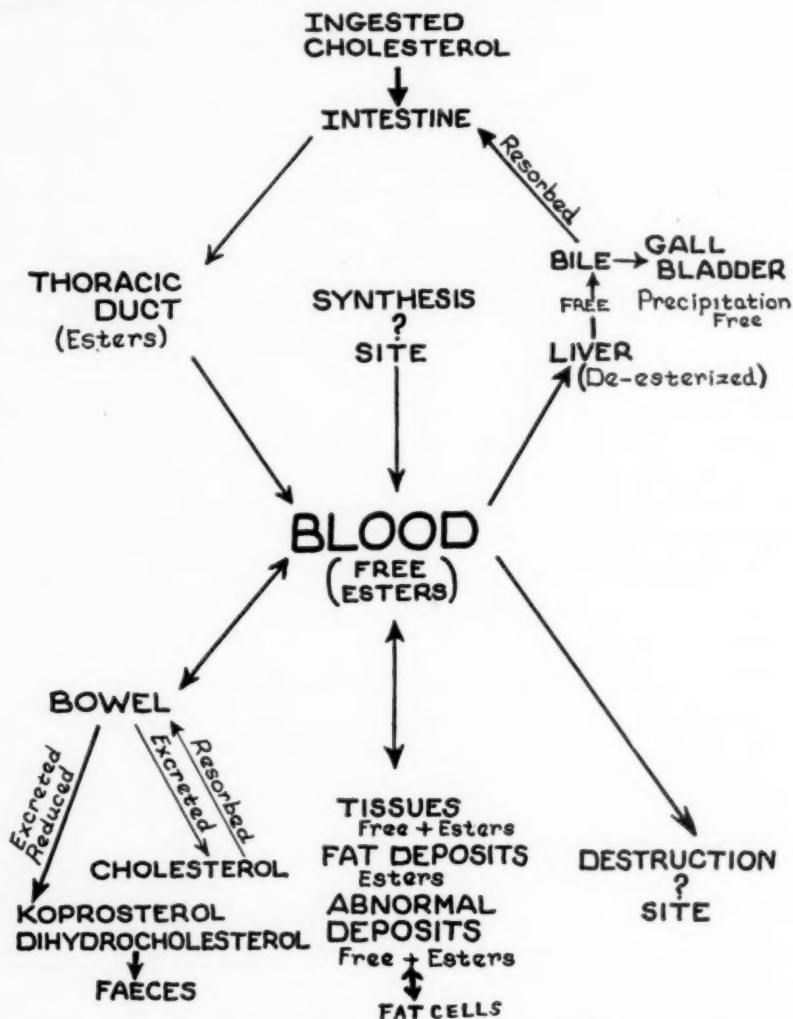 INGESTED
CHOLESTEROL
INTESTINE
Resorbed
BILE
GALL
BLADDER
Precipitation
Free
FREE
LIVER
(De-esterized)
THORACIC
DUCT
(Esters)
SYNTHESIS
?
SITE
BLOOD
(FREE
ESTERS)
BOWEL
Excreted
Reduced
Excreted
Resorbed
CHOLESTEROL
KOPROSTEROL
DIHYDROCHOLESTEROL
FAECES
TISSUES
Free + Esters
FAT DEPOSITS
Esters
ABNORMAL
DEPOSITS
Free + Esters
FAT CELLS
DESTRUCTION
?
SITE